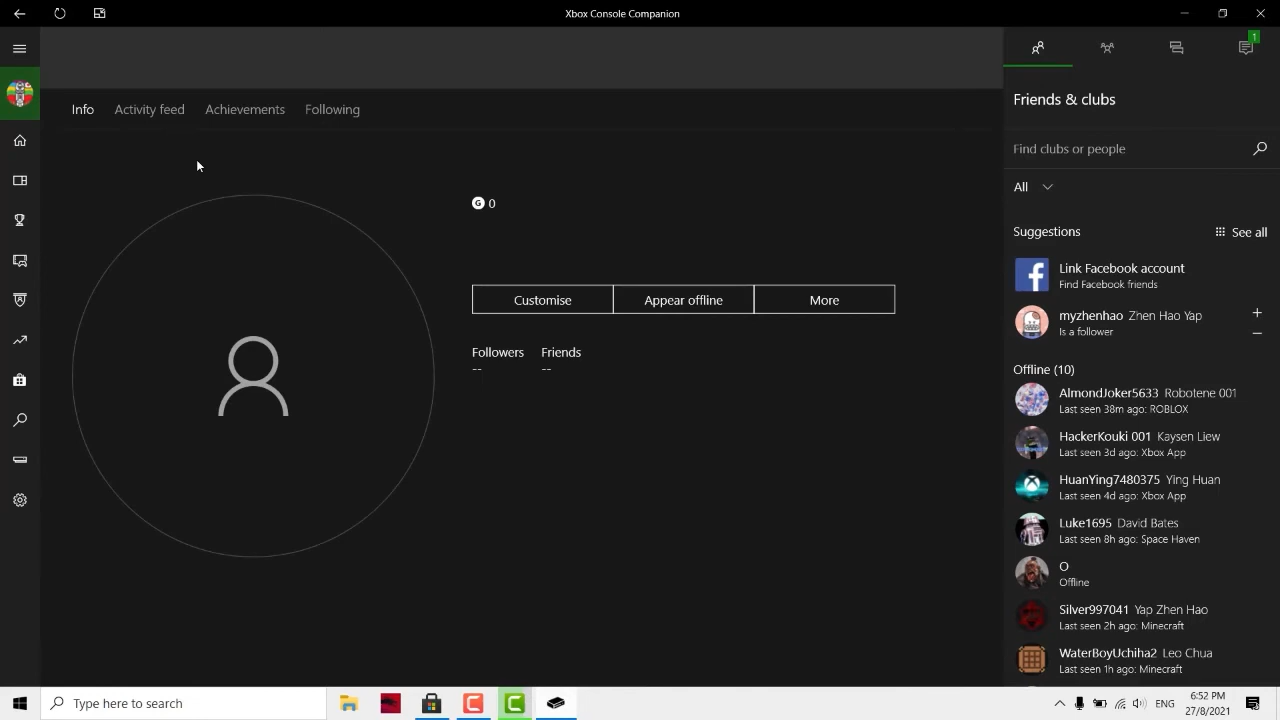 Xbox Console Companion
Info Activity feed Achievements Following
G 0
Customise Appear offline More
Followers Friends
-- --
1
Friends & clubs
Find clubs or people
All
Suggestions See all
f Link Facebook account
Find Facebook friends
myzhenhao Zhen Hao Yap
Is a follower
Offline (10)
AlmondJoker5633 Robotene 001
Last seen 38m ago: ROBLOX
HackerKouki 001 Kaysen Liew
Last seen 3d ago: Xbox App
HuanYing7480375 Ying Huan
Last seen 4d ago: Xbox App
Luke1695 David Bates
Last seen 8h ago: Space Haven
O
Offline
Silver997041 Yap Zhen Hao
Last seen 2h ago: Minecraft
WaterBoyUchiha2 Leo Chua
Last seen 1h ago: Minecraft
Type here to search
C C
ENG
6:52 PM
27/8/2021